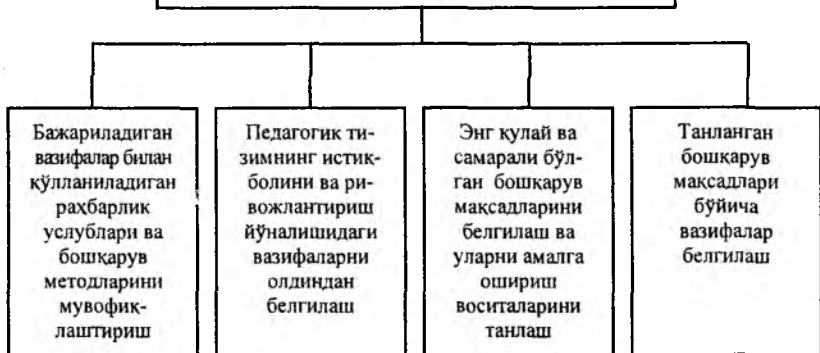 Бажариладиган
вазифалар билан
қўлланиладиган
раҳбарлик
услублари ва
бошқарув
методларини
мувофиқ-
лаштириш
Педагогик ти-
зимнинг истиқ-
болини ва ри-
вожлантириш
йўналишидаги
вазифаларни
олдиндан
белгилаш
Энг қулай ва
самарали бўл-
ган бошқарув
мақсадларини
белгилаш ва
уларни амалга
ошириш
воситаларини
танлаш
Танланган
бошқарув
мақсадлари
бўйича
вазифалар
белгилаш